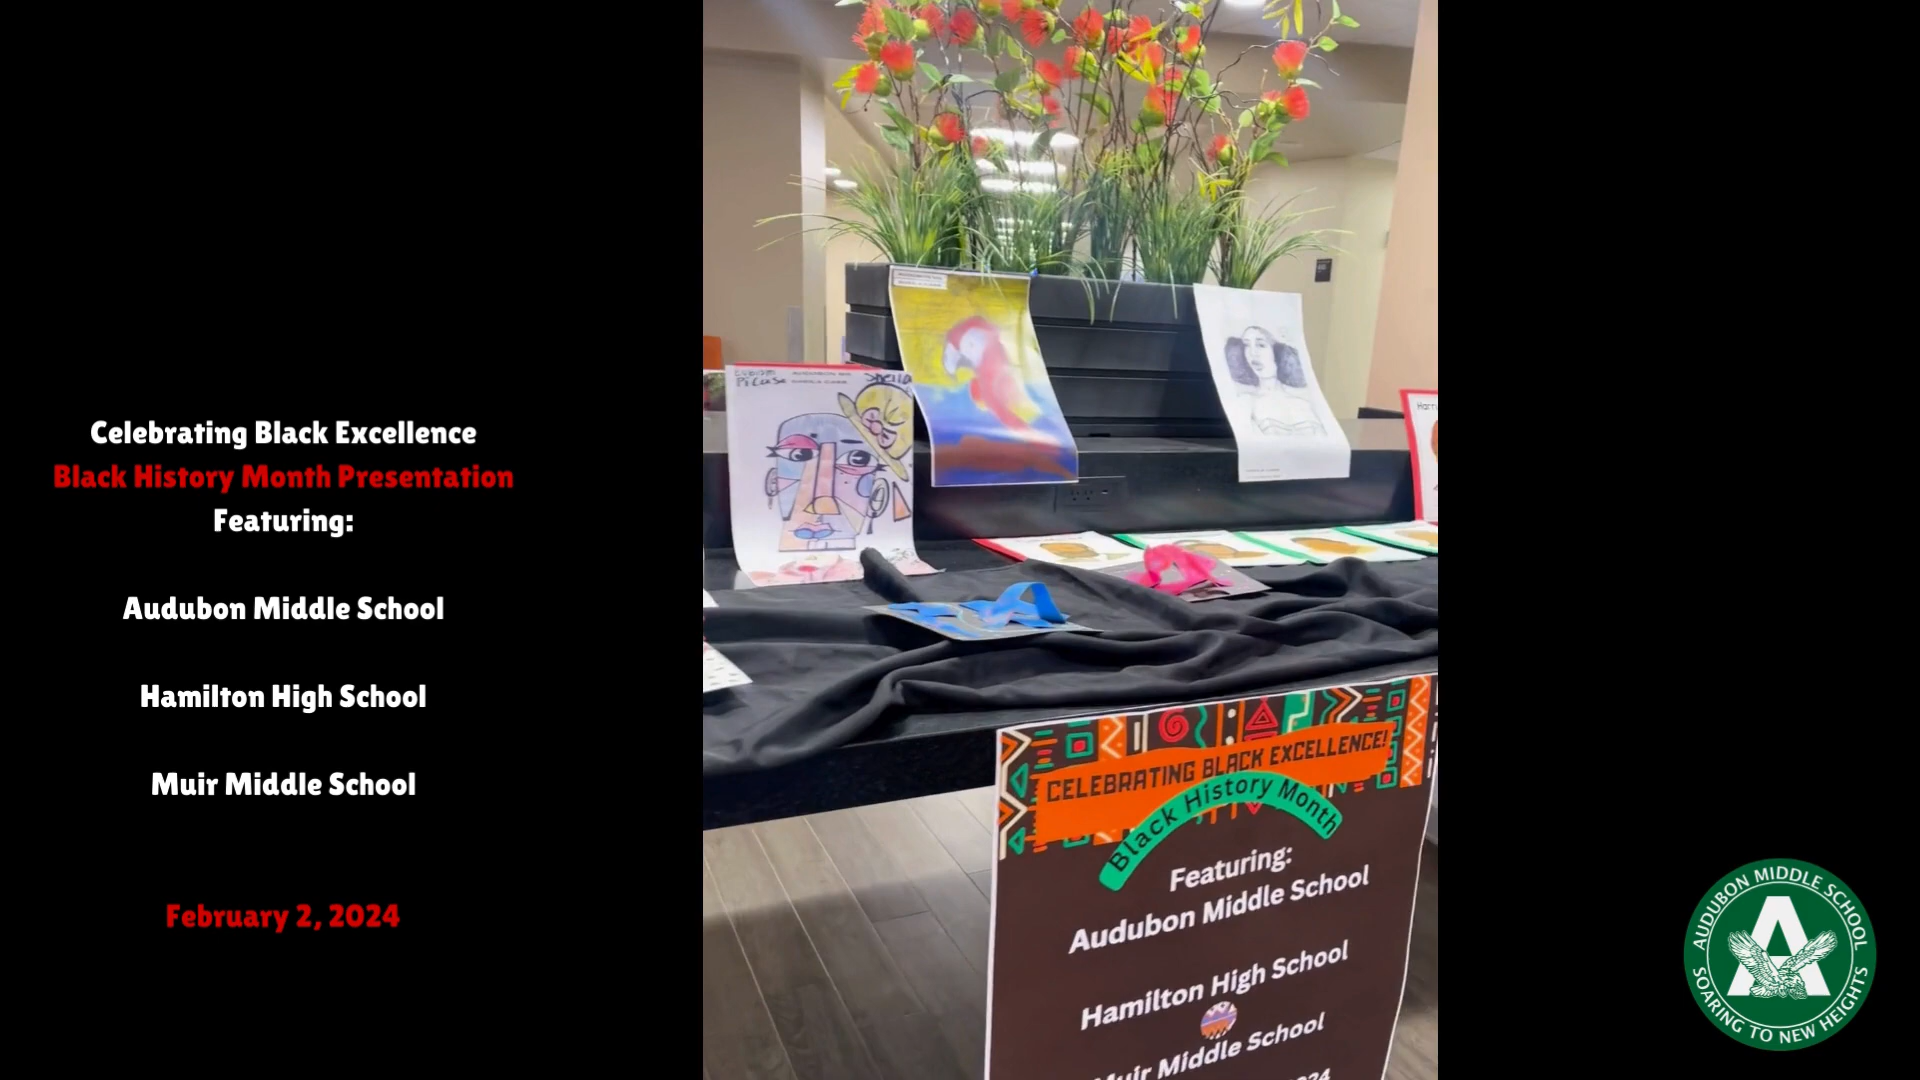 Celebrating Black Excellence
Black History Month Presentation
Featuring:
Audubon Middle School
Hamilton High School
Muir Middle School
February 2, 2024
Picasso
Sheila
CELEBRATING BLACK EXCELLENCE!
Black History Month
Featuring:
Audubon Middle School
Hamilton High School
Muir Middle School
AUDUBON MIDDLE SCHOOL
A
SOARING TO NEW HEIGHTS